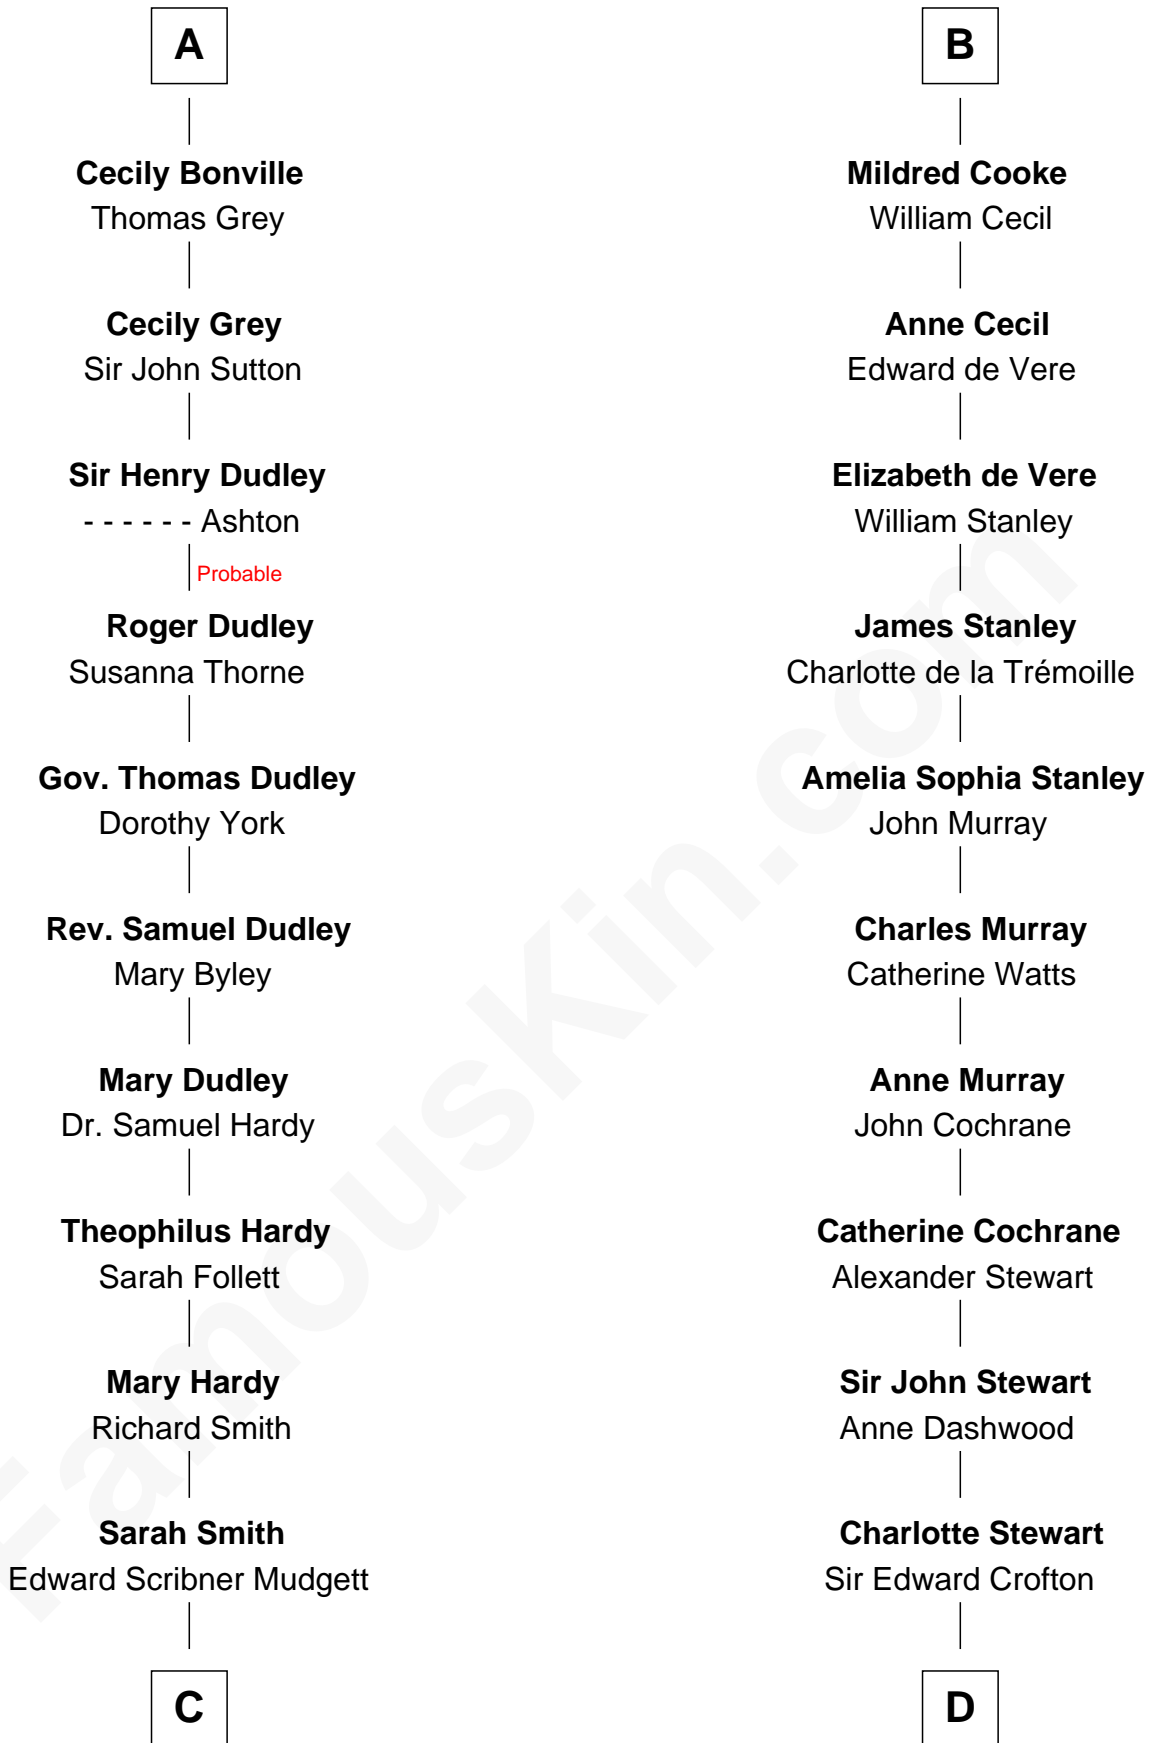 A
Cecily Bonville
Thomas Grey
Cecily Grey
Sir John Sutton
Sir Henry Dudley
- - - - - - Ashton
Probable
Roger Dudley
Susanna Thorne
Gov. Thomas Dudley
Dorothy York
Rev. Samuel Dudley
Mary Byley
Mary Dudley
Dr. Samuel Hardy
Theophilus Hardy
Sarah Follett
Mary Hardy
Richard Smith
Sarah Smith
Edward Scribner Mudgett
C
B
Mildred Cooke
William Cecil
Anne Cecil
Edward de Vere
Elizabeth de Vere
William Stanley
James Stanley
Charlotte de la Trémoille
Amelia Sophia Stanley
John Murray
Charles Murray
Catherine Watts
Anne Murray
John Cochrane
Catherine Cochrane
Alexander Stewart
Sir John Stewart
Anne Dashwood
Charlotte Stewart
Sir Edward Crofton
D
FamousKin.com